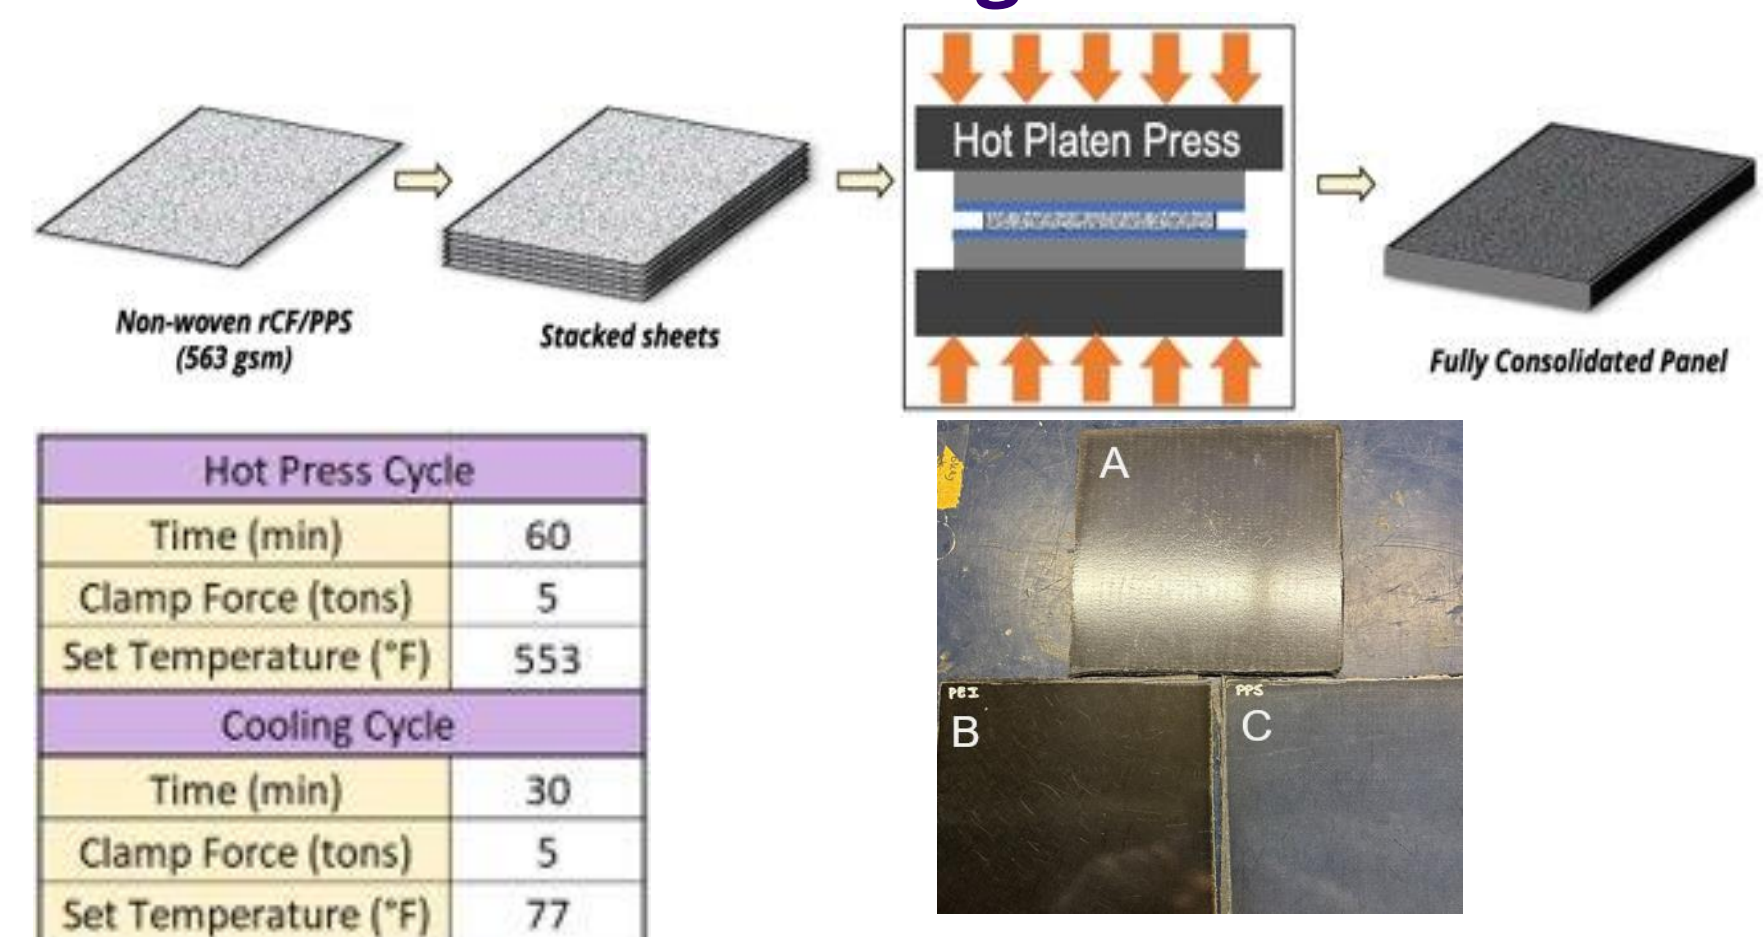 Hot Platen Press
Non-woven rCF/PPS
(563 gsm)
Stacked sheets
Fully Consolidated Panel
Hot Press Cycle
Time (min) 60
Clamp Force (tons) 5
Set Temperature (°F) 553
Cooling Cycle
Time (min) 30
Clamp Force (tons) 5
Set Temperature (°F) 77
A
PEI
B
PPS
C